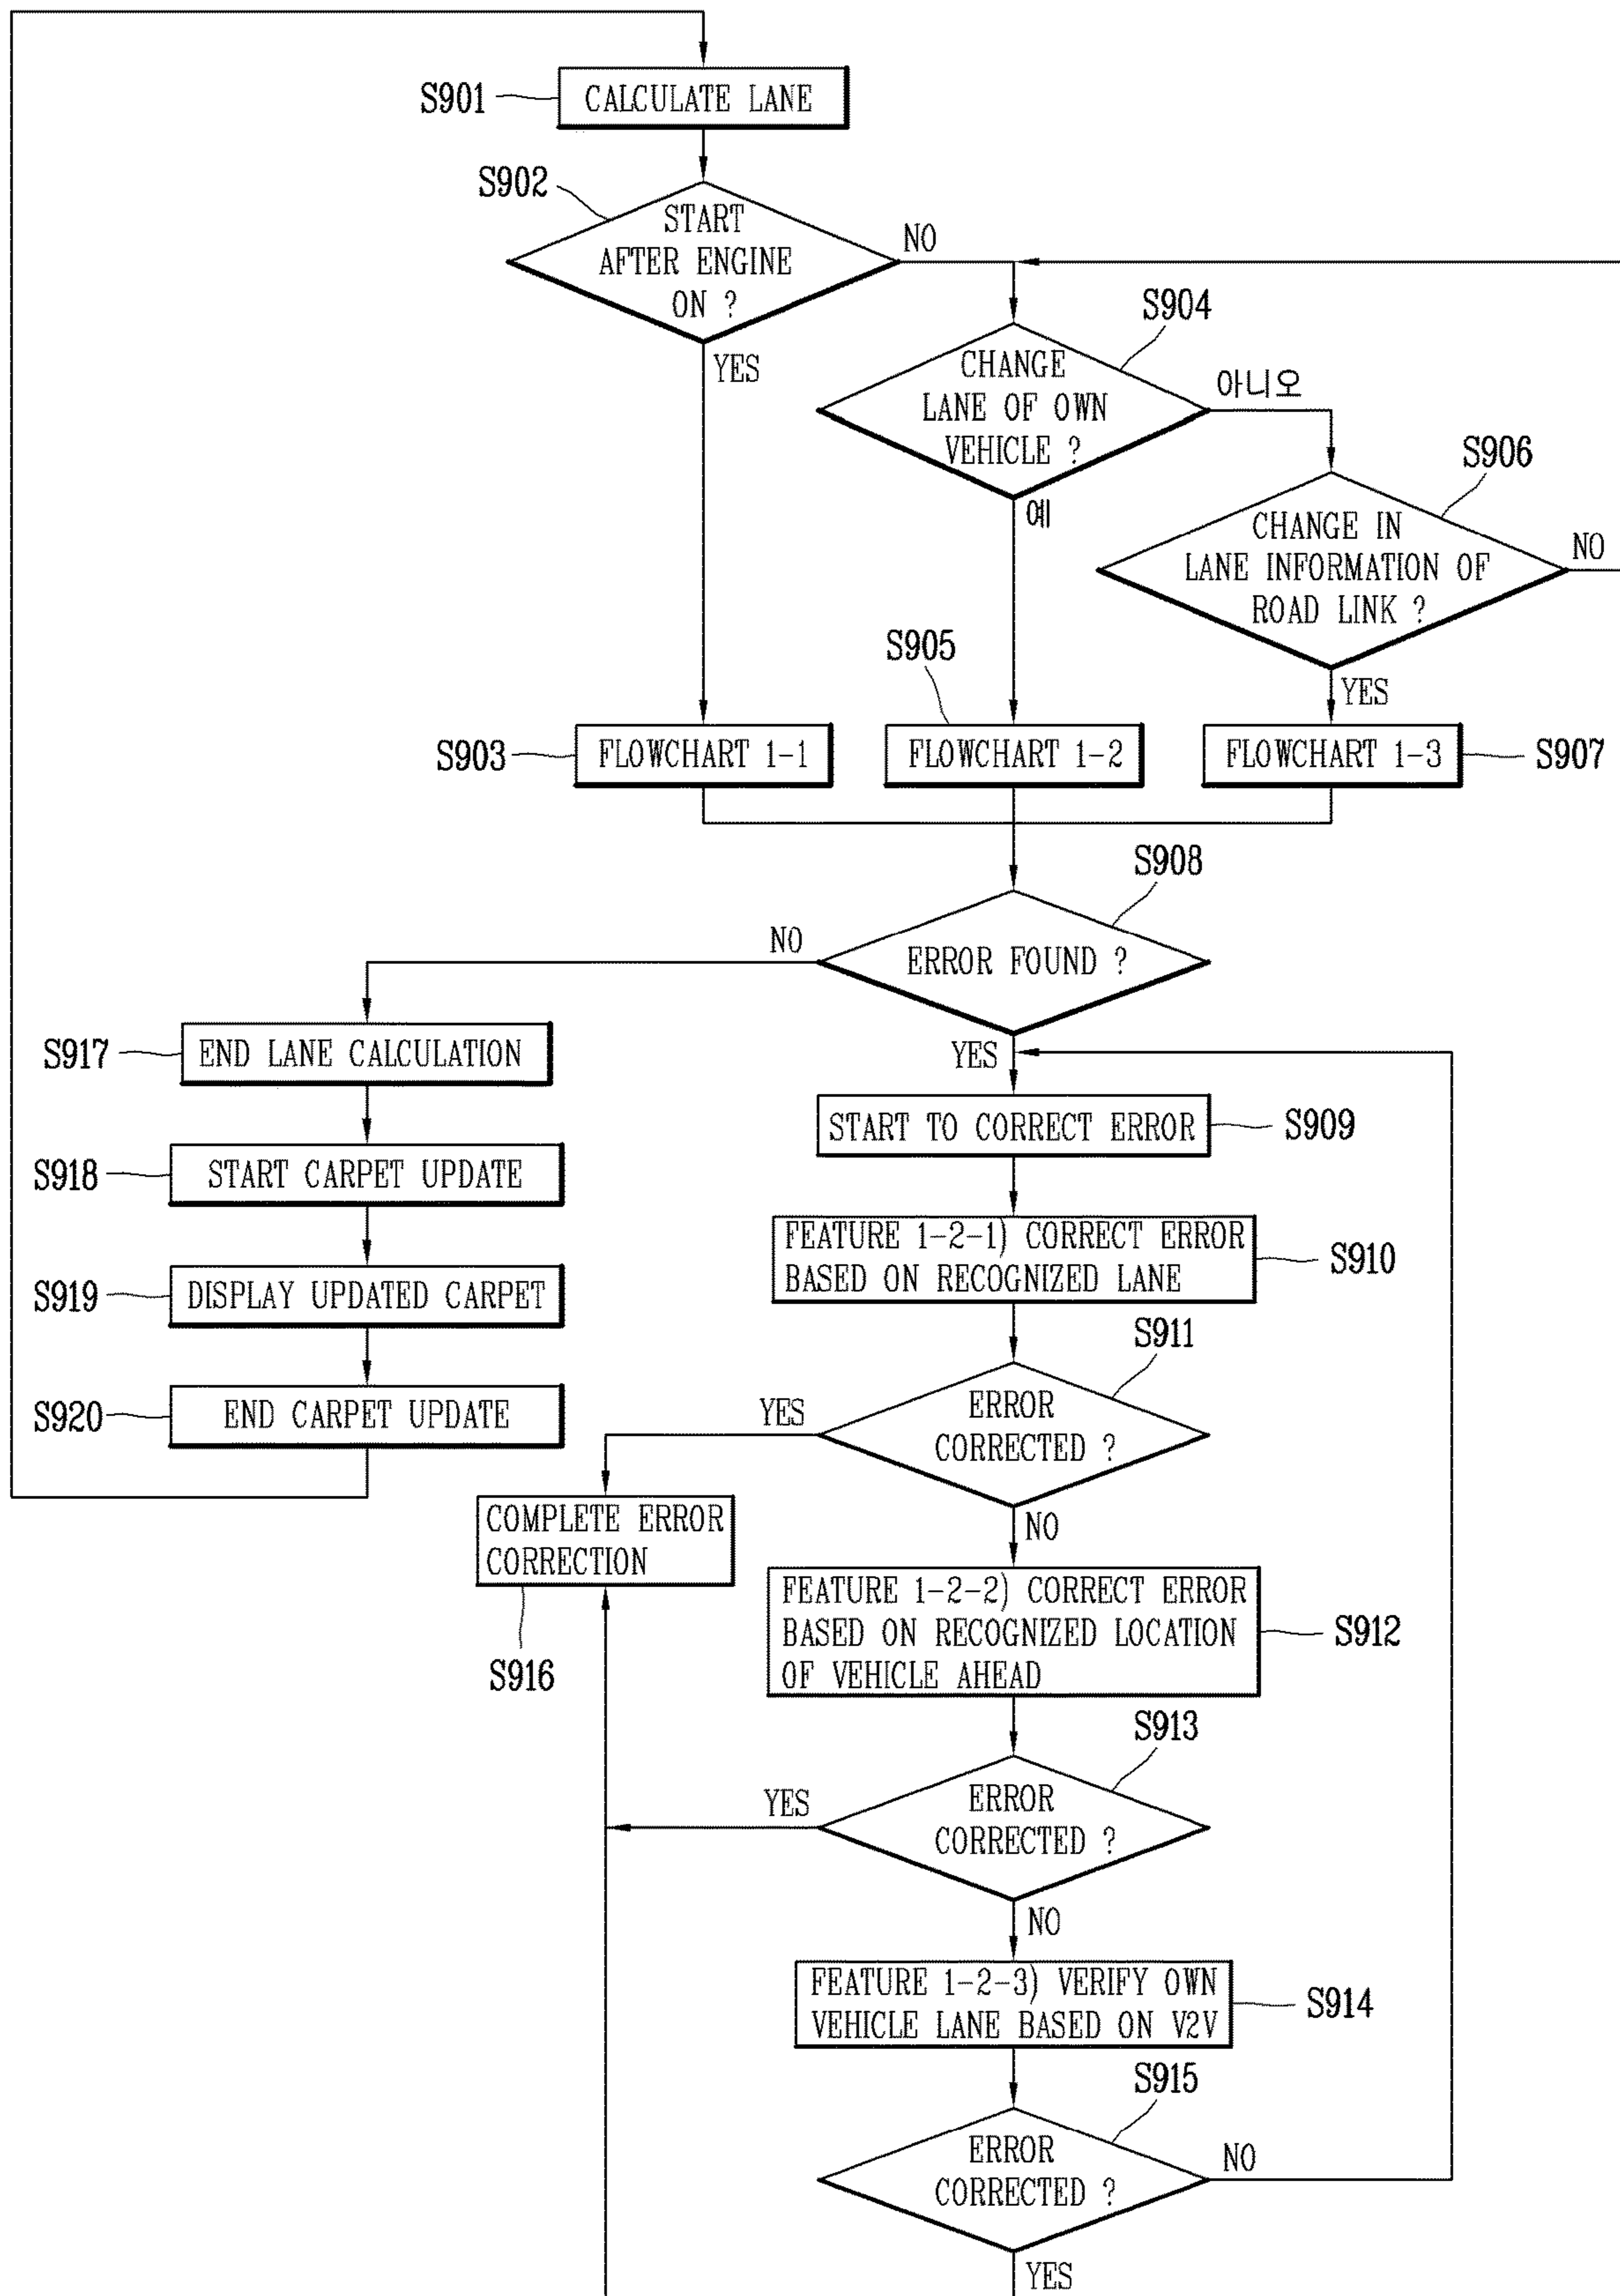 S901
CALCULATE LANE
S902
START
AFTER ENGINE
ON ?
NO
YES
S904
CHANGE
LANE OF OWN
VEHICLE ?
아니오
예
S906
CHANGE IN
LANE INFORMATION OF
ROAD LINK ?
NO
YES
S903
FLOWCHART 1-1
S905
FLOWCHART 1-2
FLOWCHART 1-3
S907
S908
ERROR FOUND ?
NO
YES
S917
END LANE CALCULATION
S918
START CARPET UPDATE
S919
DISPLAY UPDATED CARPET
S920
END CARPET UPDATE
START TO CORRECT ERROR
S909
FEATURE 1-2-1) CORRECT ERROR
BASED ON RECOGNIZED LANE
S910
S911
ERROR
CORRECTED ?
YES
NO
COMPLETE ERROR
CORRECTION
S916
FEATURE 1-2-2) CORRECT ERROR
BASED ON RECOGNIZED LOCATION
OF VEHICLE AHEAD
S912
S913
ERROR
CORRECTED ?
YES
NO
FEATURE 1-2-3) VERIFY OWN
VEHICLE LANE BASED ON V2V
S914
S915
ERROR
CORRECTED ?
NO
YES